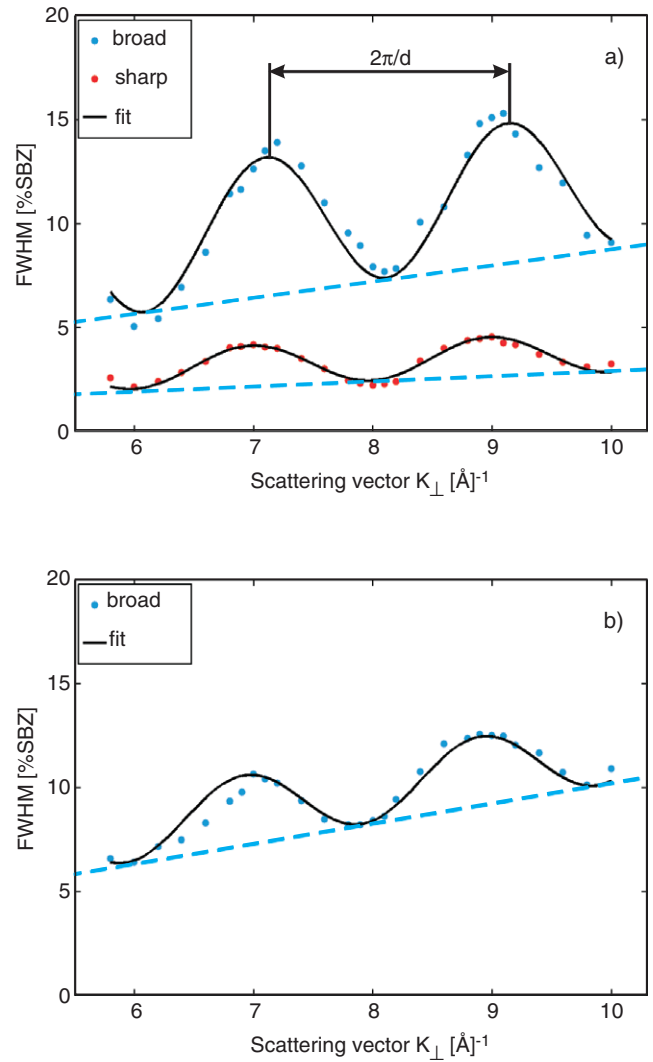 20
15
10
5
0
FWHM [%SBZ]
broad
sharp
fit
2π/d
a)
6 7 8 9 10
Scattering vector K⊥ [Å]-1
20
15
10
5
0
FWHM [%SBZ]
broad
fit
b)
6 7 8 9 10
Scattering vector K⊥ [Å]-1